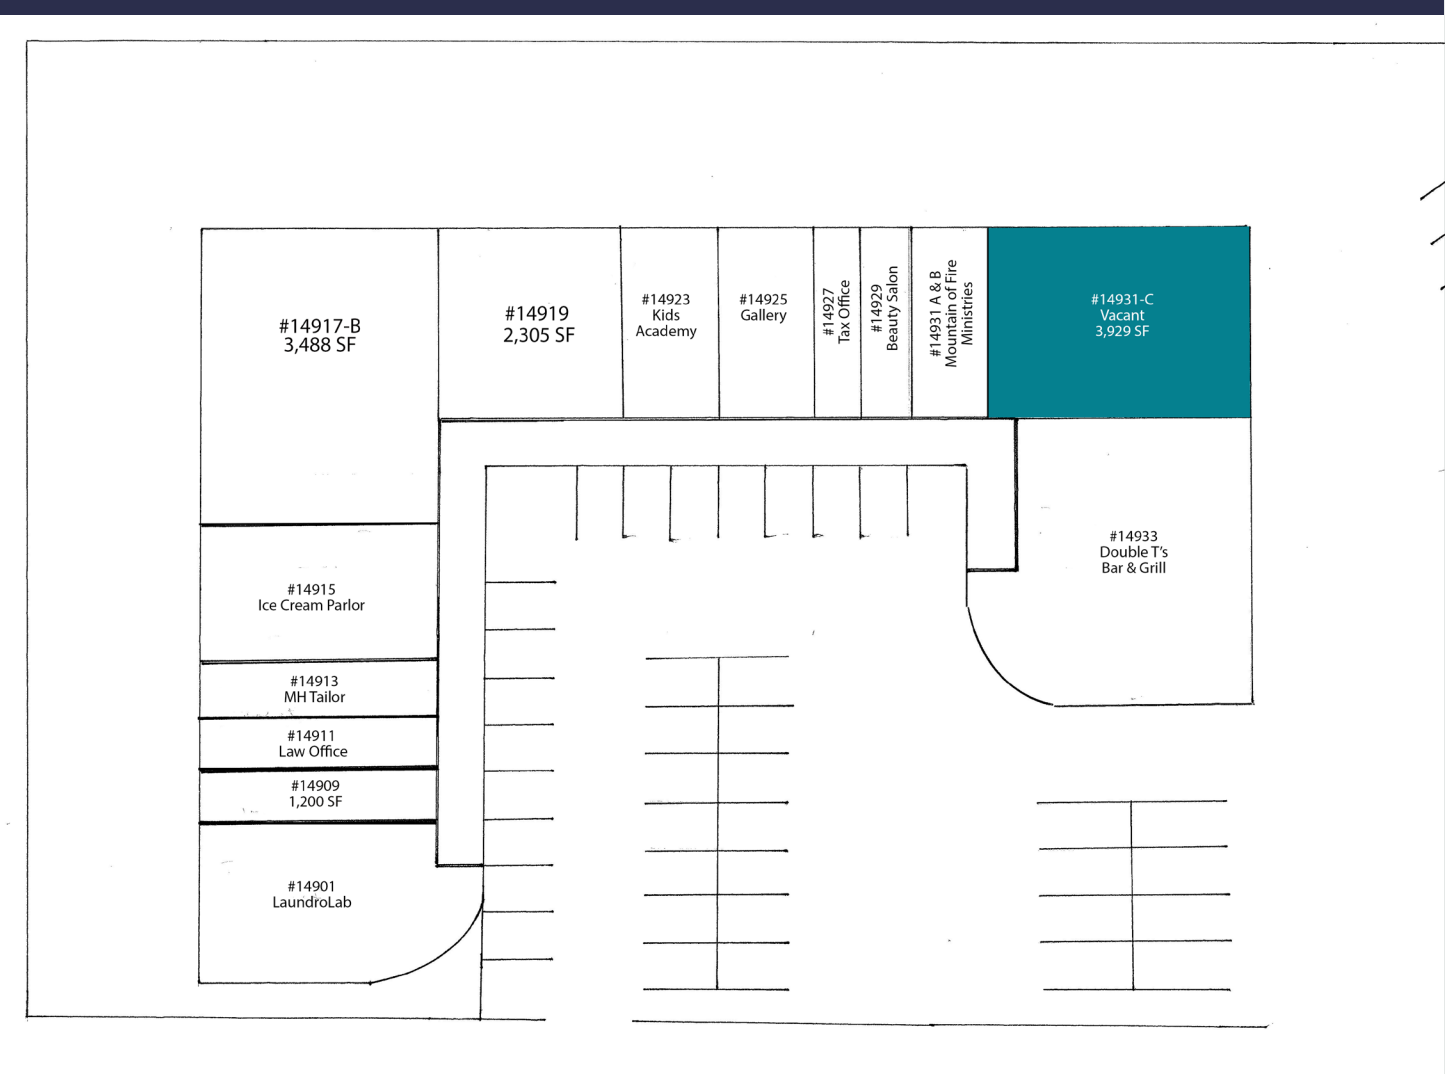 #14917-B
3,488 SF
#14919
2,305 SF
#14923
Kids
Academy
#14925
Gallery
#14927
Tax Office
#14929
Beauty Salon
#14931 A & B
Mountain of Fire
Ministries
#14931-C
Vacant
3,929 SF
#14933
Double T's
Bar & Grill
#14915
Ice Cream Parlor
#14913
MH Tailor
#14911
Law Office
#14909
1,200 SF
#14901
LaundroLab